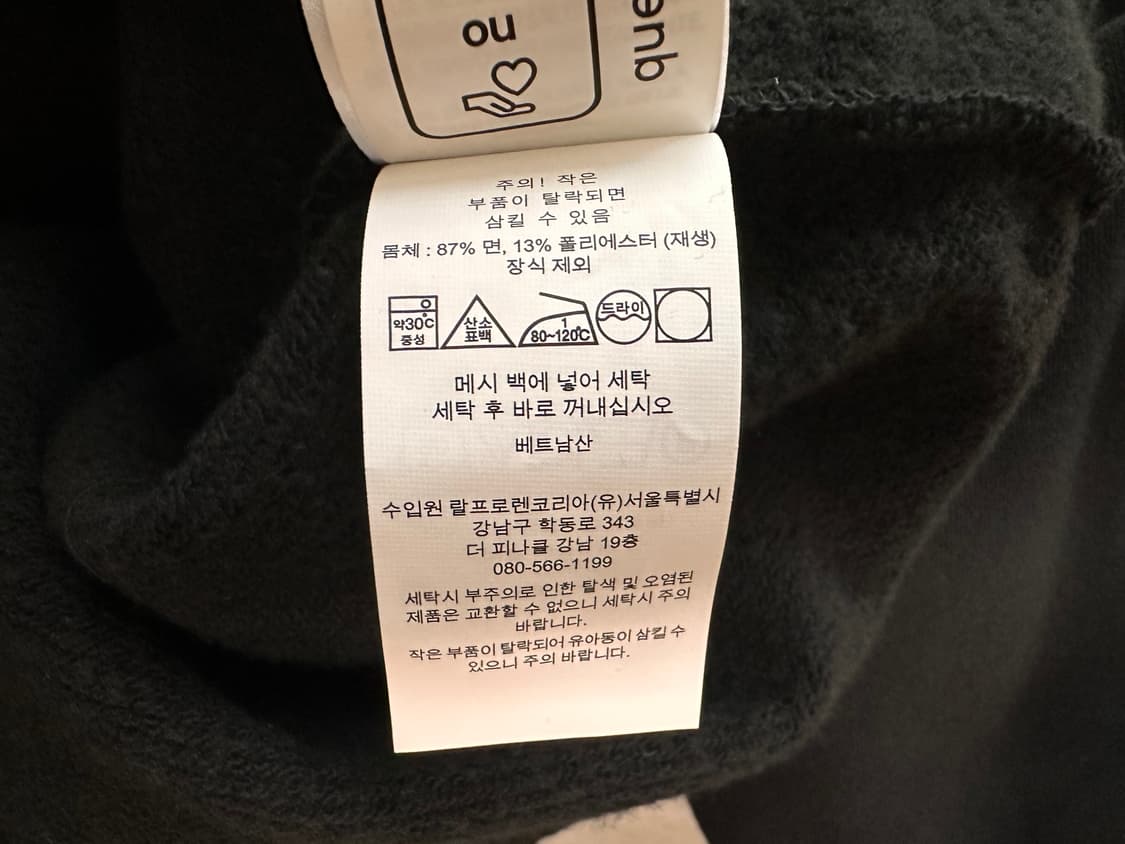 ou
주의! 작은
부품이 탈락되면
삼킬 수 있음
몸체 : 87% 면, 13% 폴리에스터 (재생)
장식 제외
약30℃
중성
산소
표백
1
80~120℃
드라이
메시 백에 넣어 세탁
세탁 후 바로 꺼내십시오
베트남산
수입원 랄프로렌코리아(유)서울특별시
강남구 학동로 343
더 피나클 강남 19층
080-566-1199
세탁시 부주의로 인한 탈색 및 오염된
제품은 교환할 수 없으니 세탁시 주의
바랍니다.
작은 부품이 탈락되어 유아동이 삼킬 수
있으니 주의 바랍니다.